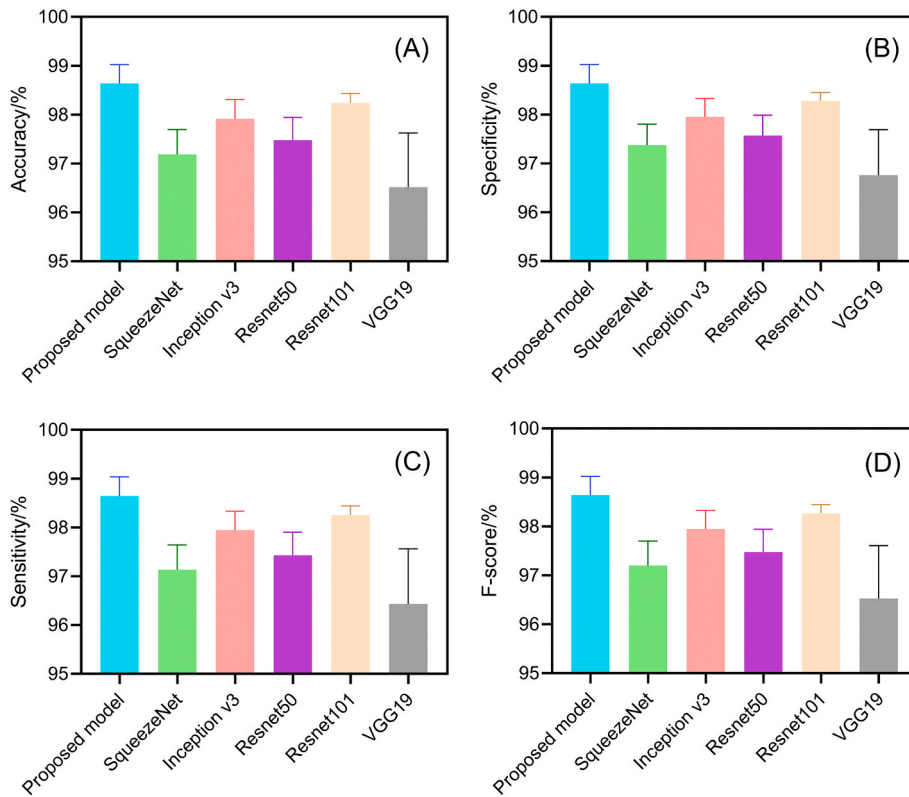 (A)
Accuracy/%
100
99
98
97
96
95
Proposed model
SqueezeNet
Inception v3
Resnet50
Resnet101
VGG19
(B)
Specificity/%
100
99
98
97
96
95
Proposed model
SqueezeNet
Inception v3
Resnet50
Resnet101
VGG19
(C)
Sensitivity/%
100
99
98
97
96
95
Proposed model
SqueezeNet
Inception v3
Resnet50
Resnet101
VGG19
(D)
F-score/%
100
99
98
97
96
95
Proposed model
SqueezeNet
Inception v3
Resnet50
Resnet101
VGG19